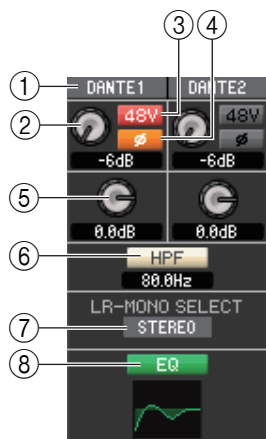 ③ ④
① DANTE1 DANTE2
② 48V 48V
ø ø
-6dB -6dB
⑤
0.0dB 0.0dB
⑥ HPF
80.0Hz
LR-MONO SELECT
⑦ STEREO
⑧ EQ